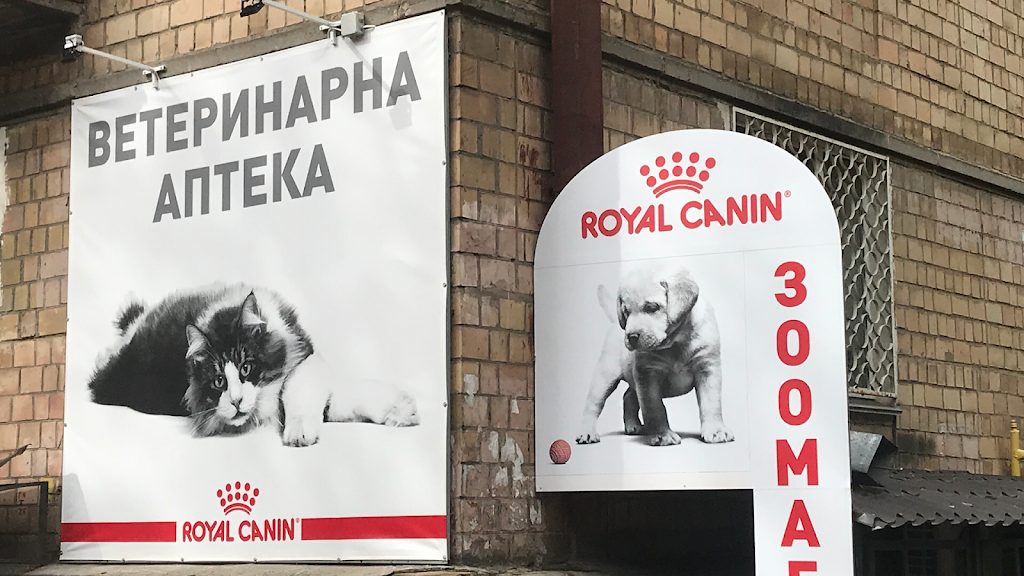 ВЕТЕРИНАРНА
АПТЕКА
ROYAL CANIN
ROYAL CANIN®
ЗООМА